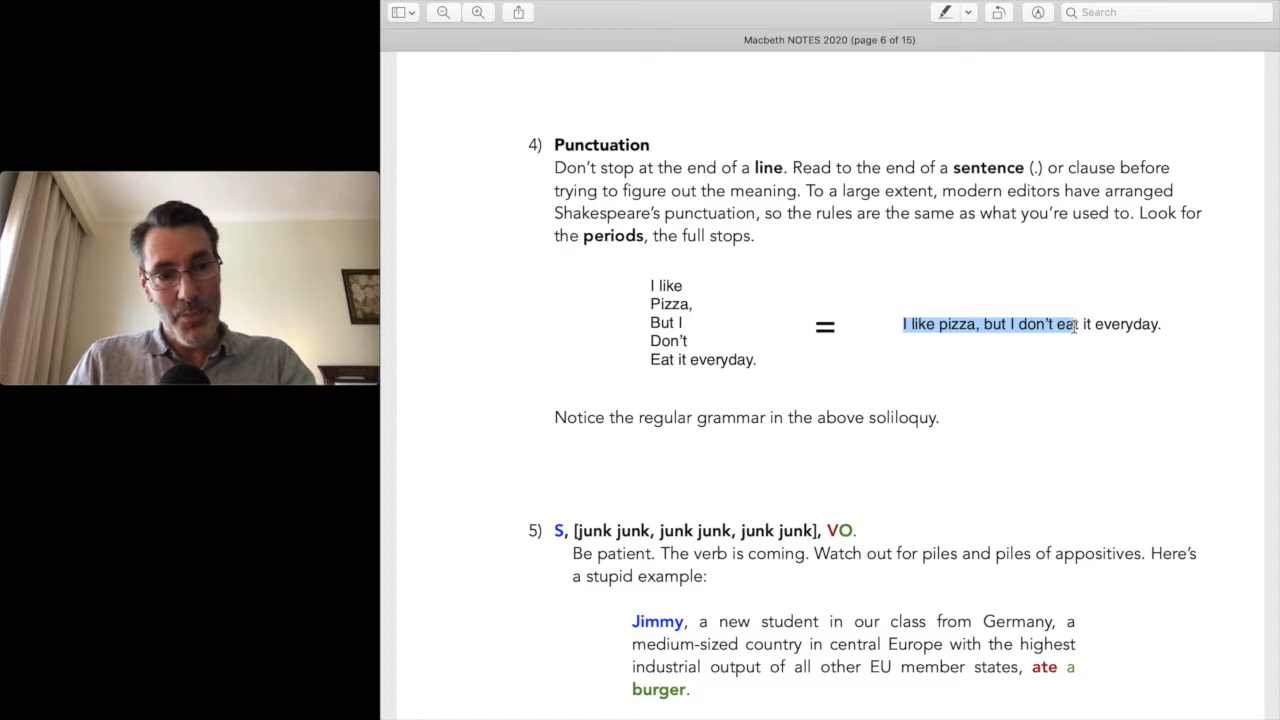 Search
Macbeth NOTES 2020 (page 6 of 15)
4) Punctuation
Don't stop at the end of a line. Read to the end of a sentence (.) or clause before
trying to figure out the meaning. To a large extent, modern editors have arranged
Shakespeare's punctuation, so the rules are the same as what you're used to. Look for
the periods, the full stops.
I like
Pizza,
But I
Don't
Eat it everyday.
=
I like pizza, but I don't eat it everyday.
Notice the regular grammar in the above soliloquy.
5) S, [junk junk, junk junk, junk junk], VO.
Be patient. The verb is coming. Watch out for piles and piles of appositives. Here's
a stupid example:
Jimmy, a new student in our class from Germany, a
medium-sized country in central Europe with the highest
industrial output of all other EU member states, ate a
burger.